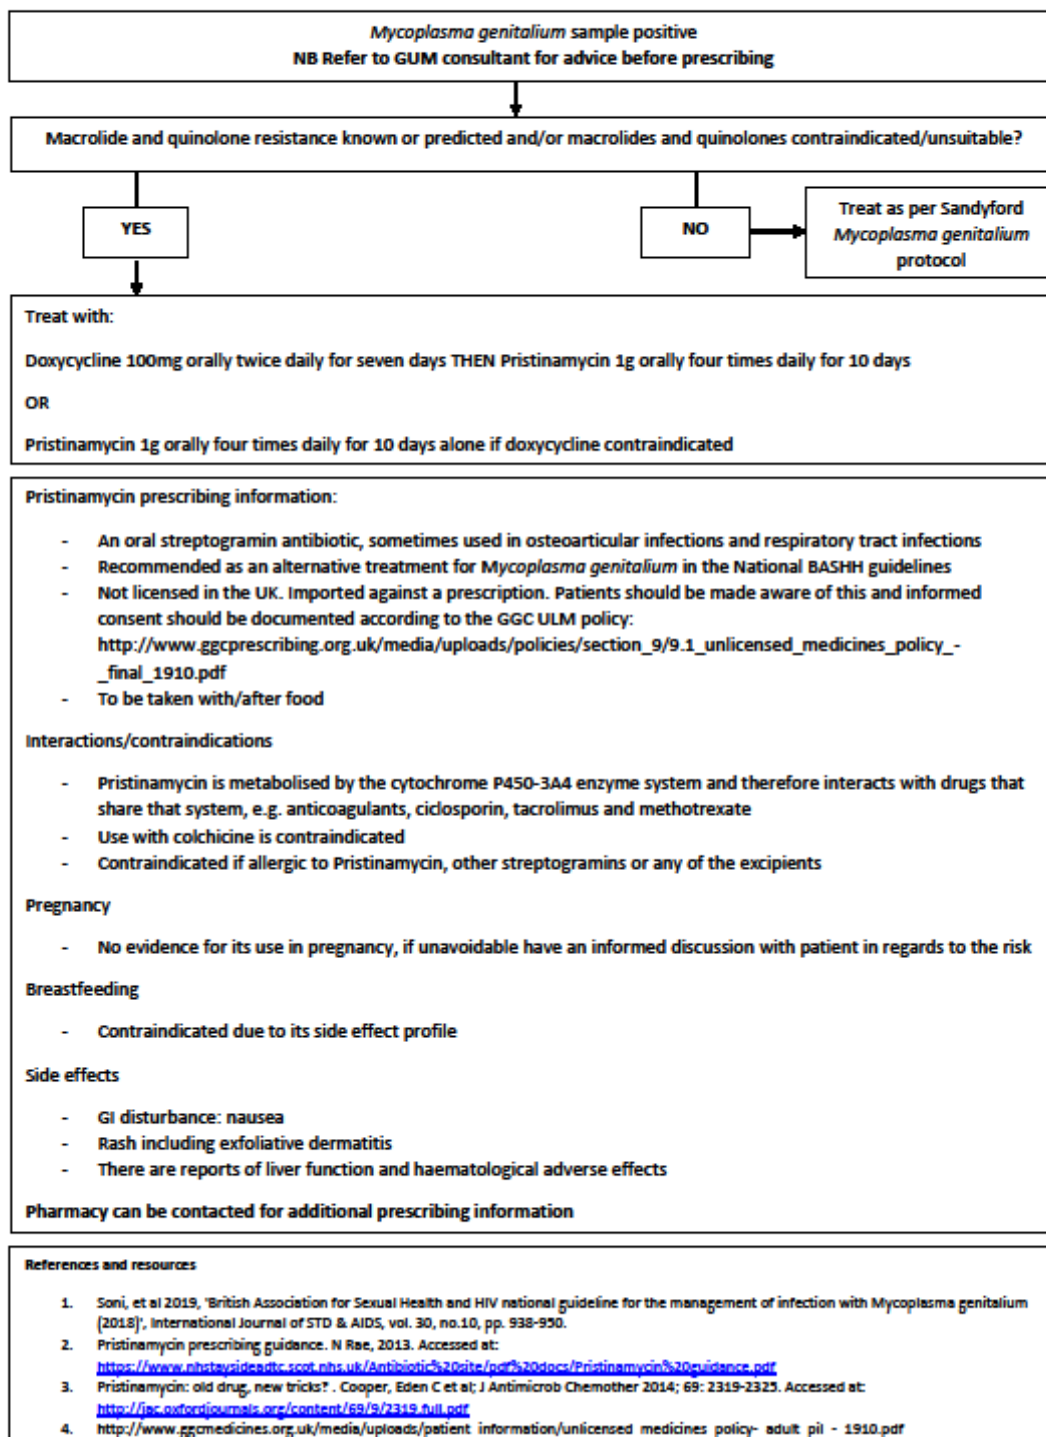 Mycoplasma genitalium sample positive
NB Refer to GUM consultant for advice before prescribing
Macrolide and quinolone resistance known or predicted and/or macrolides and quinolones contraindicated/unsuitable?
YES
NO
Treat as per Sandyford
Mycoplasma genitalium
protocol
Treat with:
Doxycycline 100mg orally twice daily for seven days THEN Pristinamycin 1g orally four times daily for 10 days
OR
Pristinamycin 1g orally four times daily for 10 days alone if doxycycline contraindicated
Pristinamycin prescribing information:
- An oral streptogramin antibiotic, sometimes used in osteoarticular infections and respiratory tract infections
- Recommended as an alternative treatment for Mycoplasma genitalium in the National BASHH guidelines
- Not licensed in the UK. Imported against a prescription. Patients should be made aware of this and informed
consent should be documented according to the GGC ULM policy:
http://www.ggcprescribing.org.uk/media/uploads/policies/section_9/9.1_unlicensed_medicines_policy_-
_final_1910.pdf
- To be taken with/after food
Interactions/contraindications
- Pristinamycin is metabolised by the cytochrome P450-3A4 enzyme system and therefore interacts with drugs that
share that system, e.g. anticoagulants, ciclosporin, tacrolimus and methotrexate
- Use with colchicine is contraindicated
- Contraindicated if allergic to Pristinamycin, other streptogramins or any of the excipients
Pregnancy
- No evidence for its use in pregnancy, if unavoidable have an informed discussion with patient in regards to the risk
Breastfeeding
- Contraindicated due to its side effect profile
Side effects
- GI disturbance: nausea
- Rash including exfoliative dermatitis
- There are reports of liver function and haematological adverse effects
Pharmacy can be contacted for additional prescribing information
References and resources
1. Soni, et al 2019, 'British Association for Sexual Health and HIV national guideline for the management of infection with Mycoplasma genitalium
(2018)', International Journal of STD & AIDS, vol. 30, no.10, pp. 938-950.
2. Pristinamycin prescribing guidance. N Rae, 2013. Accessed at:
https://www.nhstaysideadtc.scot.nhs.uk/Antibiotic%20site/pdf%20docs/Pristinamycin%20guidance.pdf
3. Pristinamycin: old drug, new tricks? . Cooper, Eden C et al; J Antimicrob Chemother 2014; 69: 2319-2325. Accessed at:
http://jac.oxfordjournals.org/content/69/9/2319.full.pdf
4. http://www.ggcmedicines.org.uk/media/uploads/patient_information/unlicensed_medicines_policy-_adult_pil_-_1910.pdf